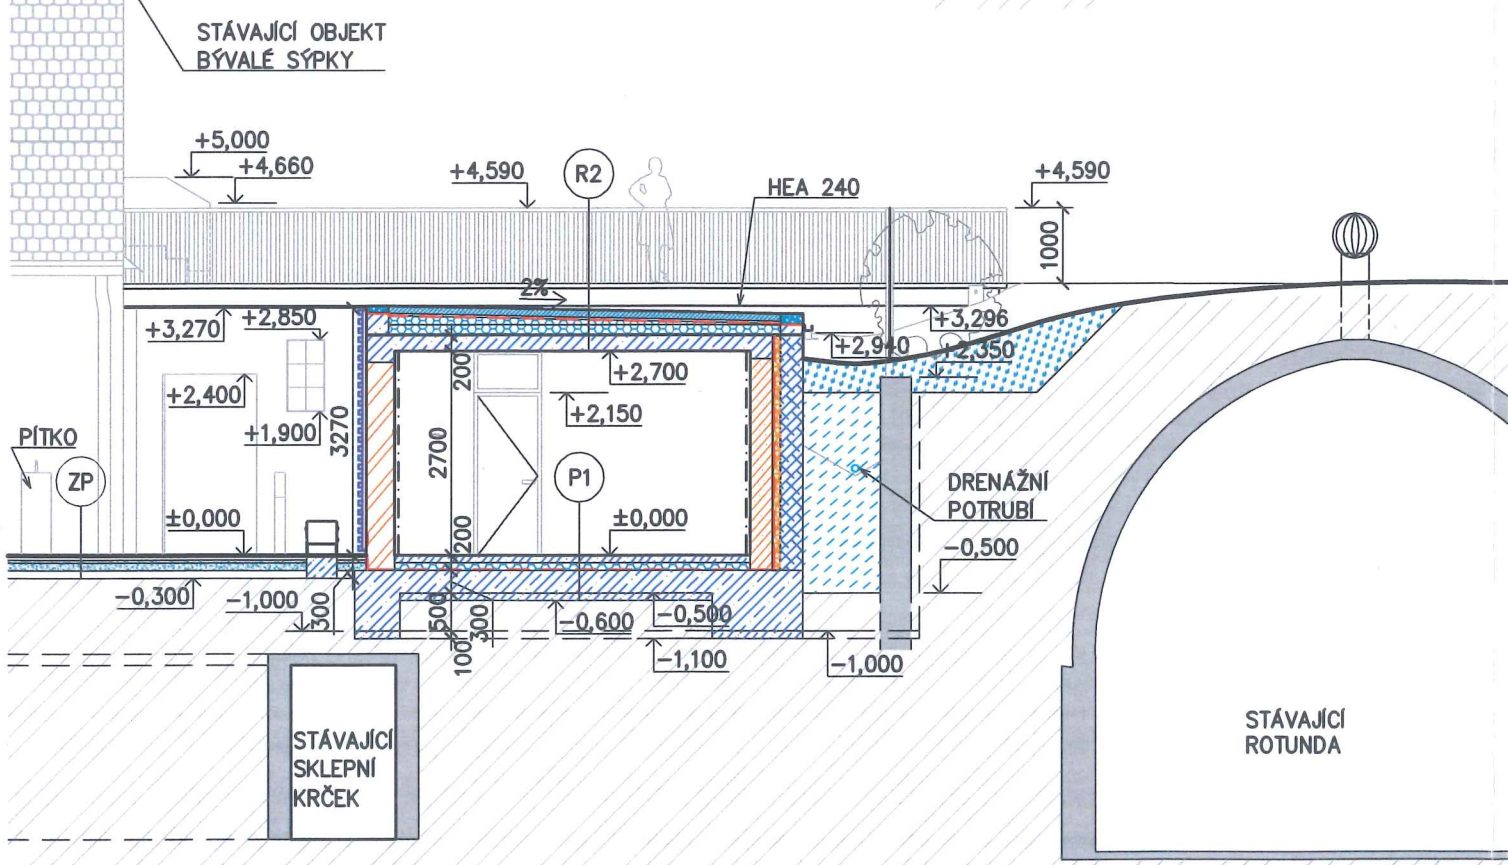 STÁVAJÍCÍ OBJEKT
BÝVALÉ SÝPKY
+5,000
+4,660
+4,590
R2
HEA 240
+4,590
1000
2%
+3,270
+2,850
+3,296
+2,940
+2,350
200
+2,700
+2,400
+2,150
+1,900
3270
2700
PÍTKO
ZP
P1
DRENÁŽNÍ
POTRUBÍ
±0,000
±0,000
200
-0,500
-0,300
-1,000
300
500
300
-0,600
-0,500
100
-1,100
-1,000
STÁVAJÍCÍ
SKLEPNÍ
KRČEK
STÁVAJÍCÍ
ROTUNDA